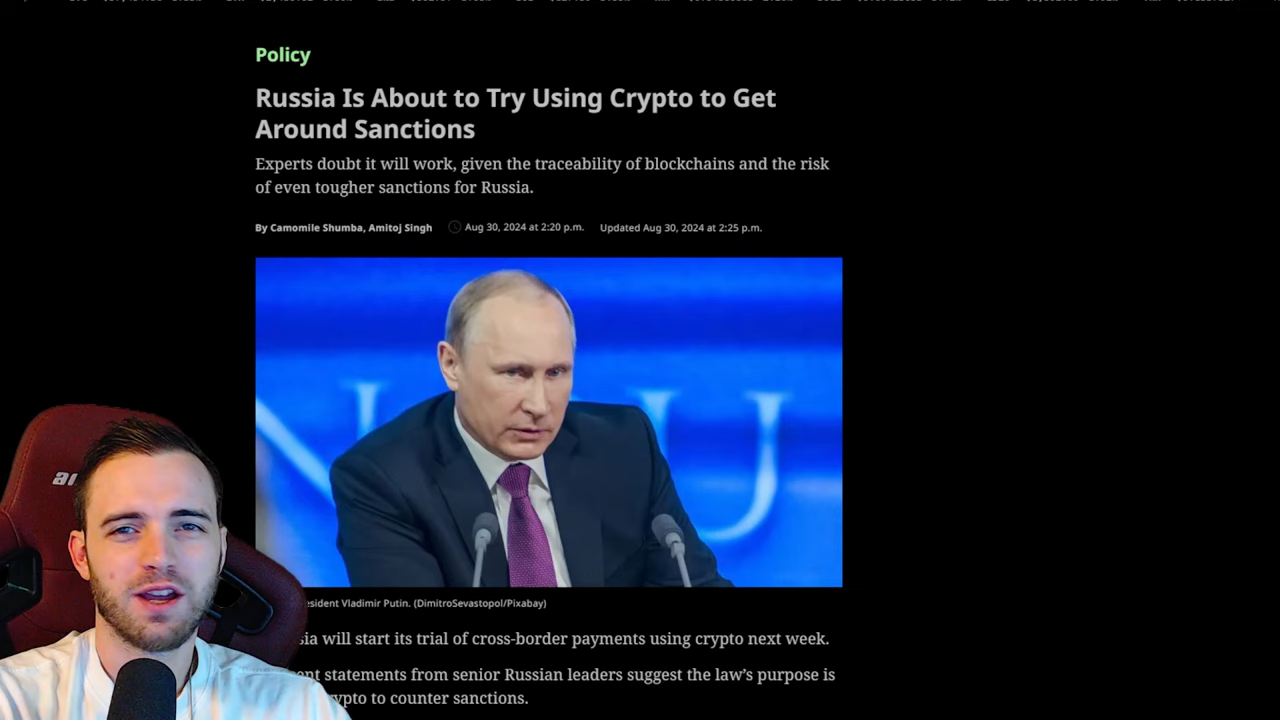 Policy
Russia Is About to Try Using Crypto to Get
Around Sanctions
Experts doubt it will work, given the traceability of blockchains and the risk
of even tougher sanctions for Russia.
By Camomile Shumba, Amitoj Singh Aug 30, 2024 at 2:20 p.m. Updated Aug 30, 2024 at 2:25 p.m.
N U
esident Vladimir Putin. (DimitroSevastopol/Pixabay)
sia will start its trial of cross-border payments using crypto next week.
nt statements from senior Russian leaders suggest the law’s purpose is
ypto to counter sanctions.